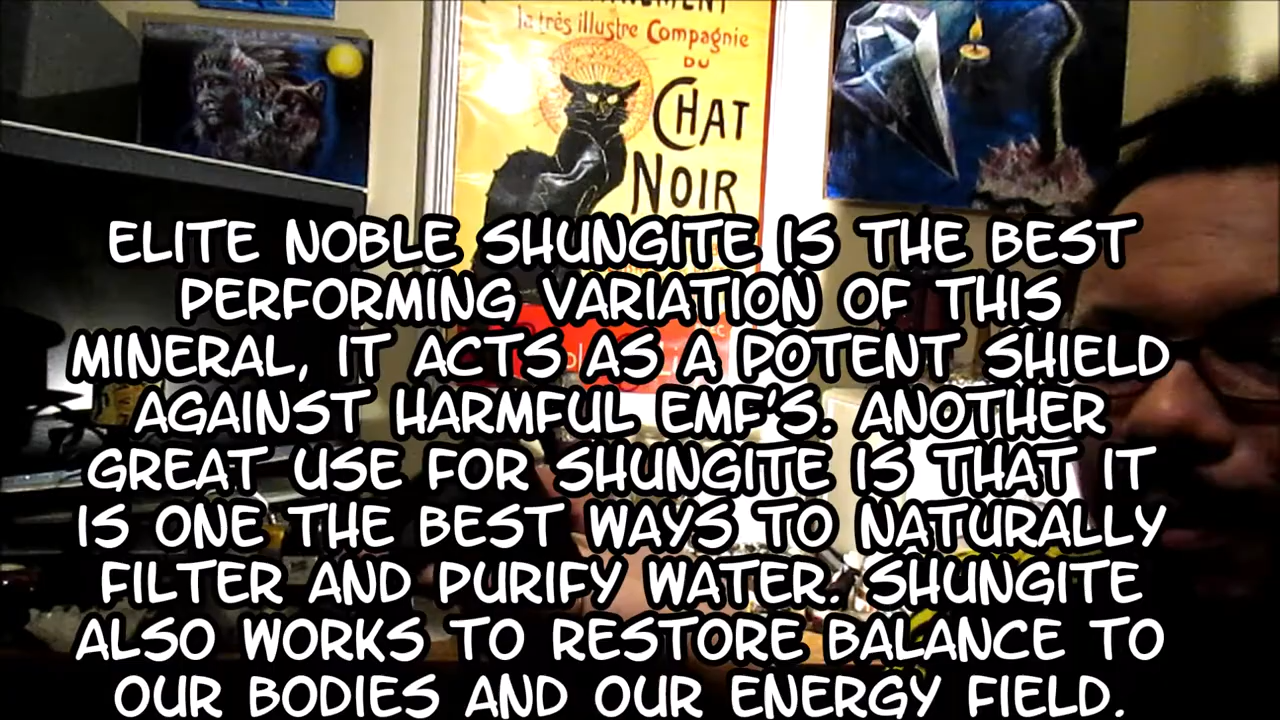 la très illustre Compagnie
DU
CHAT
NOIR
ELITE NOBLE SHUNGITE IS THE BEST
PERFORMING VARIATION OF THIS
MINERAL, IT ACTS AS A POTENT SHIELD
AGAINST HARMFUL EMF'S. ANOTHER
GREAT USE FOR SHUNGITE IS THAT IT
IS ONE THE BEST WAYS TO NATURALLY
FILTER AND PURIFY WATER. SHUNGITE
ALSO WORKS TO RESTORE BALANCE TO
OUR BODIES AND OUR ENERGY FIELD.